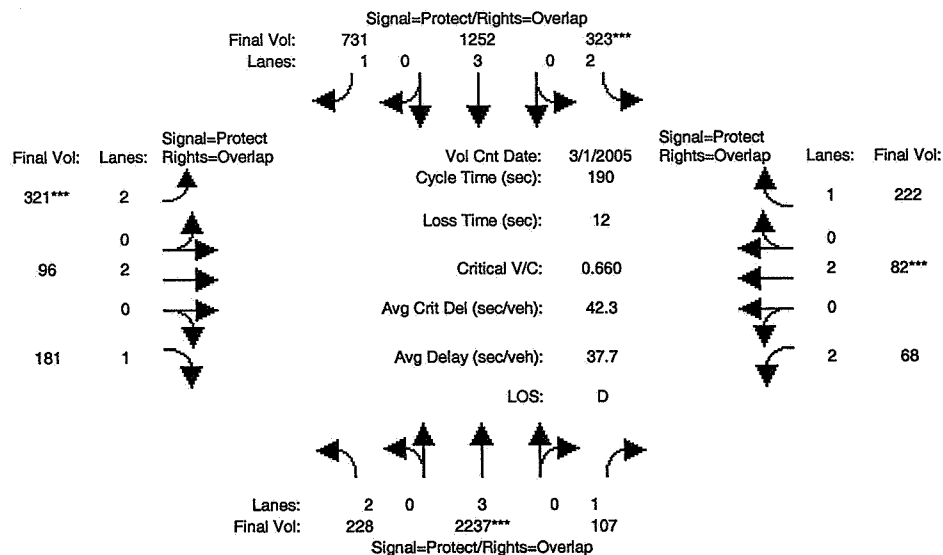 Signal=Protect/Rights=Overlap
Final Vol: 731 1252 323***
Lanes: 1 0 3 0 2
Signal=Protect
Final Vol: Lanes: Rights=Overlap
Vol Cnt Date: 3/1/2005
Signal=Protect
Rights=Overlap Lanes: Final Vol:
Cycle Time (sec): 190
321*** 2
1 222
Loss Time (sec): 12
0
0
96 2
Critical V/C: 0.660
2 82***
0
Avg Crit Del (sec/veh): 42.3
0
181 1
Avg Delay (sec/veh): 37.7
2 68
LOS: D
Lanes: 2 0 3 0 1
Final Vol: 228 2237*** 107
Signal=Protect/Rights=Overlap